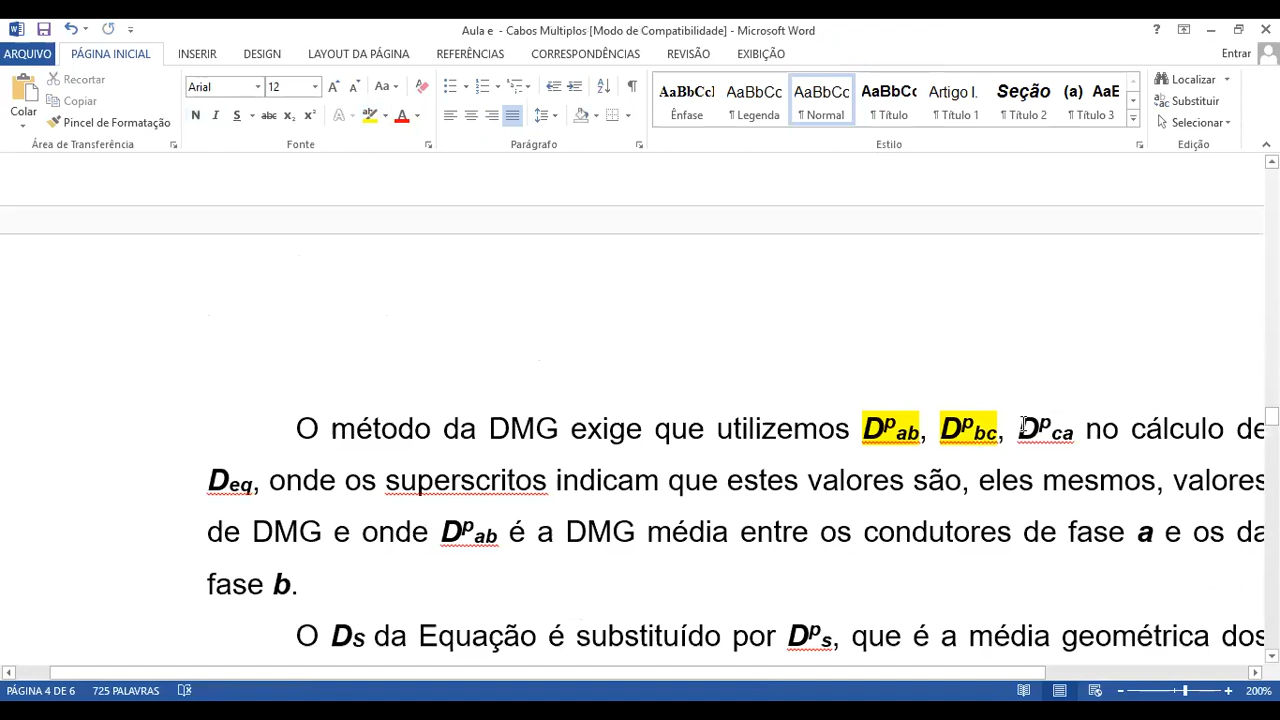 Aula e - Cabos Multiplos [Modo de Compatibilidade] - Microsoft Word
ARQUIVO PÁGINA INICIAL INSERIR DESIGN LAYOUT DA PÁGINA REFERÊNCIAS CORRESPONDÊNCIAS REVISÃO EXIBIÇÃO Entrar
Colar
Recortar
Copiar
Pincel de Formatação
Área de Transferência
Arial 12 A A Aa
N I S abc x₂ x² A A
Fonte
Parágrafo
AaBbCcI AaBbCc AaBbCc AaBbCc Artigo I. Seção (a) AaE
Ênfase ¶ Legenda ¶ Normal ¶ Título ¶ Título 1 ¶ Título 2 ¶ Título 3
Estilo
Localizar
Substituir
Selecionar
Edição
O método da DMG exige que utilizemos Dᵖab, Dᵖbc, Dᵖca no cálculo de
Deq, onde os superscritos indicam que estes valores são, eles mesmos, valores
de DMG e onde Dᵖab é a DMG média entre os condutores de fase a e os da
fase b.
O DS da Equação é substituído por Dᵖs, que é a média geométrica dos
PÁGINA 4 DE 6 725 PALAVRAS 200%